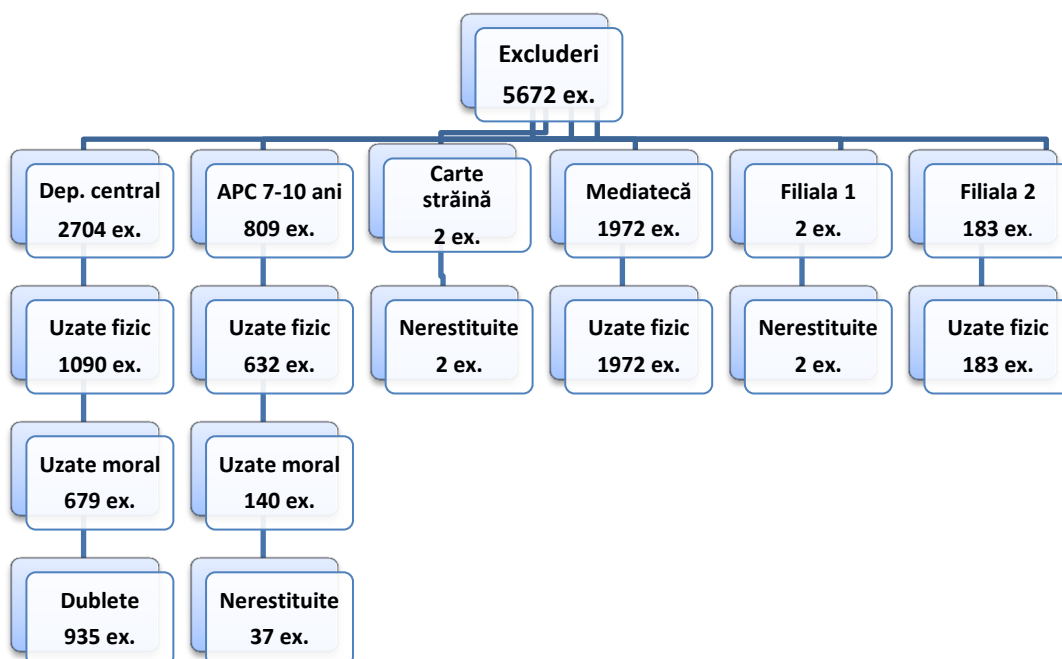 Excluderi
5672 ex.
Dep. central
2704 ex.
APC 7-10 ani
809 ex.
Carte
străină
2 ex.
Mediatecă
1972 ex.
Filiala 1
2 ex.
Filiala 2
183 ex.
Uzate fizic
1090 ex.
Uzate fizic
632 ex.
Nerestituite
2 ex.
Uzate fizic
1972 ex.
Nerestituite
2 ex.
Uzate fizic
183 ex.
Uzate moral
679 ex.
Uzate moral
140 ex.
Dublete
935 ex.
Nerestituite
37 ex.